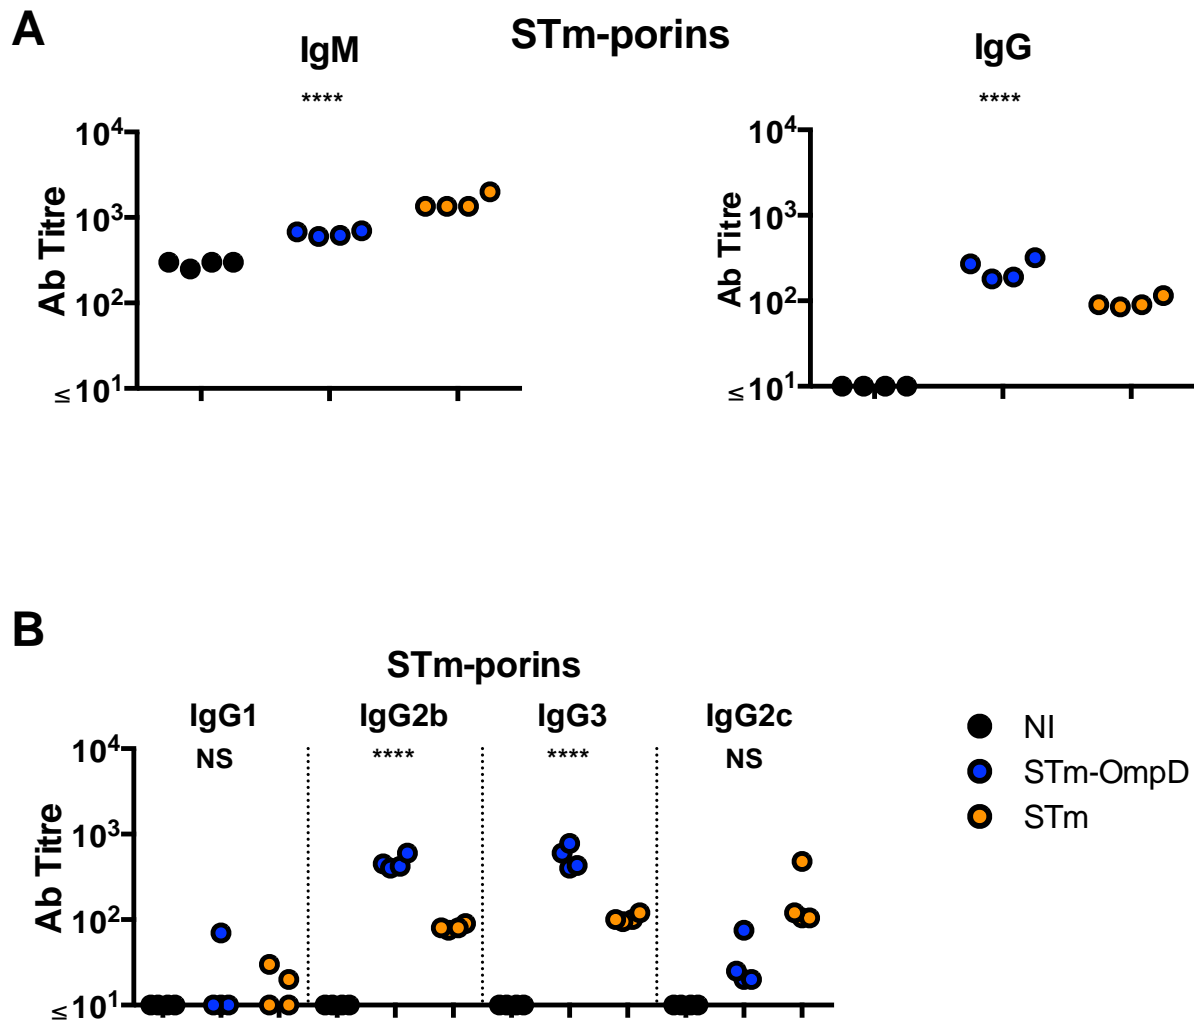 A
STm-porins
IgM
IgG
****
****
10⁴
10³
10²
≤ 10¹
Ab Titre
10⁴
10³
10²
≤ 10¹
Ab Titre
B
STm-porins
IgG1
IgG2b
IgG3
IgG2c
NS
****
****
NS
10⁴
10³
10²
≤ 10¹
Ab Titre
NI
STm-OmpD
STm